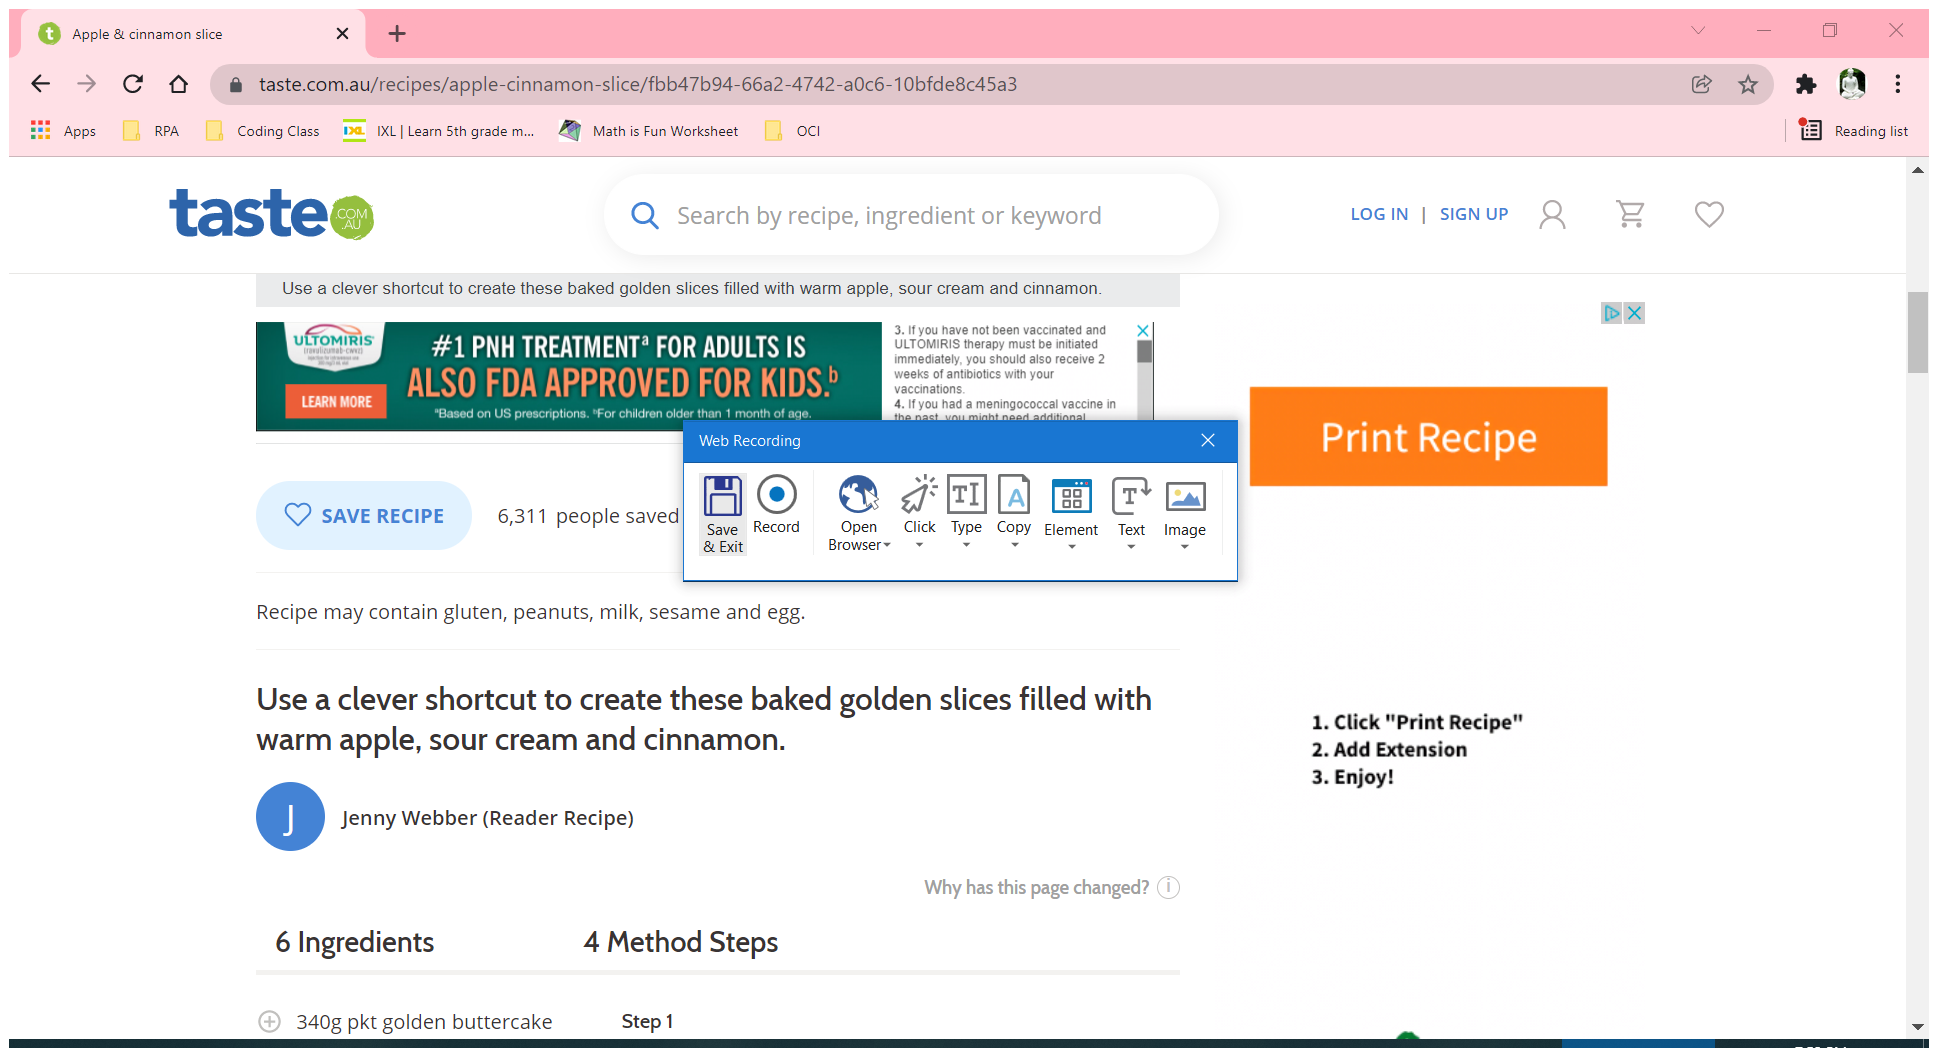 Apple & cinnamon slice
taste.com.au/recipes/apple-cinnamon-slice/fbb47b94-66a2-4742-a0c6-10bfde8c45a3
Apps RPA Coding Class IXL | Learn 5th grade m... Math is Fun Worksheet OCI Reading list
taste .COM .AU
Search by recipe, ingredient or keyword
LOG IN | SIGN UP
Use a clever shortcut to create these baked golden slices filled with warm apple, sour cream and cinnamon.
ULTOMIRIS
(ravulizumab-cwvz)
LEARN MORE
#1 PNH TREATMENTª FOR ADULTS IS
ALSO FDA APPROVED FOR KIDS.ᵇ
ªBased on US prescriptions. ᵇFor children older than 1 month of age.
3. If you have not been vaccinated and
ULTOMIRIS therapy must be initiated
immediately, you should also receive 2
weeks of antibiotics with your
vaccinations.
4. If you had a meningococcal vaccine in
the past, you might need additional
Print Recipe
Web Recording
Save
& Exit
Record
Open
Browser
Click
Type
Copy
Element
Text
Image
SAVE RECIPE
6,311 people saved
Recipe may contain gluten, peanuts, milk, sesame and egg.
Use a clever shortcut to create these baked golden slices filled with
warm apple, sour cream and cinnamon.
1. Click "Print Recipe"
2. Add Extension
3. Enjoy!
J
Jenny Webber (Reader Recipe)
Why has this page changed?
6 Ingredients
4 Method Steps
340g pkt golden buttercake
Step 1